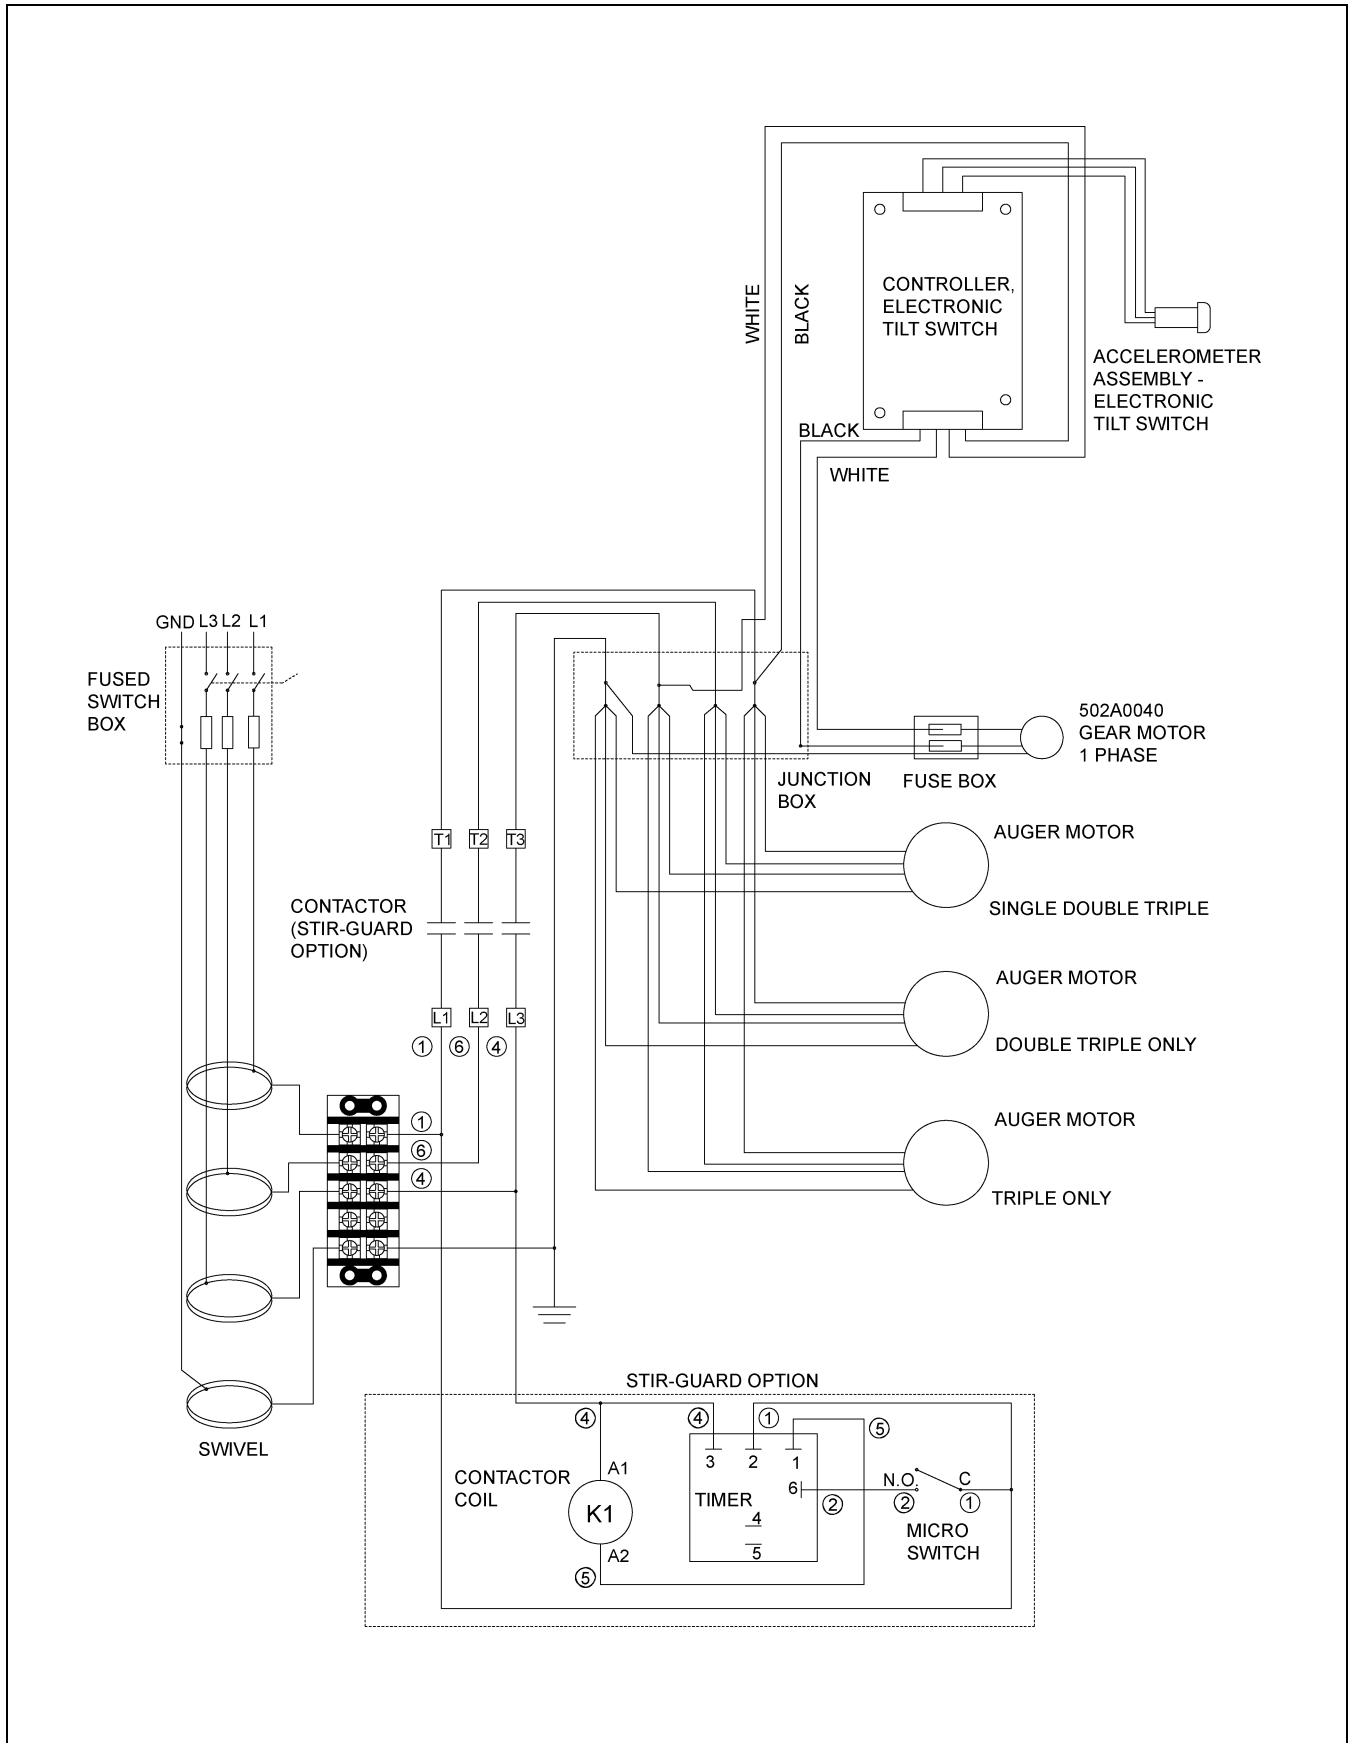 WHITE
BLACK
CONTROLLER,
ELECTRONIC
TILT SWITCH
ACCELEROMETER
ASSEMBLY -
ELECTRONIC
TILT SWITCH
BLACK
WHITE
GND L3 L2 L1
FUSED
SWITCH
BOX
502A0040
GEAR MOTOR
1 PHASE
JUNCTION
BOX
FUSE BOX
T1 T2 T3
AUGER MOTOR
SINGLE DOUBLE TRIPLE
CONTACTOR
(STIR-GUARD
OPTION)
AUGER MOTOR
DOUBLE TRIPLE ONLY
L1 L2 L3
1 6 4
1
6
4
AUGER MOTOR
TRIPLE ONLY
SWIVEL
STIR-GUARD OPTION
4 4 1 5
3 2 1
CONTACTOR
COIL
A1
K1
A2
5
TIMER
6
2
4
5
N.O. C
2 1
MICRO
SWITCH